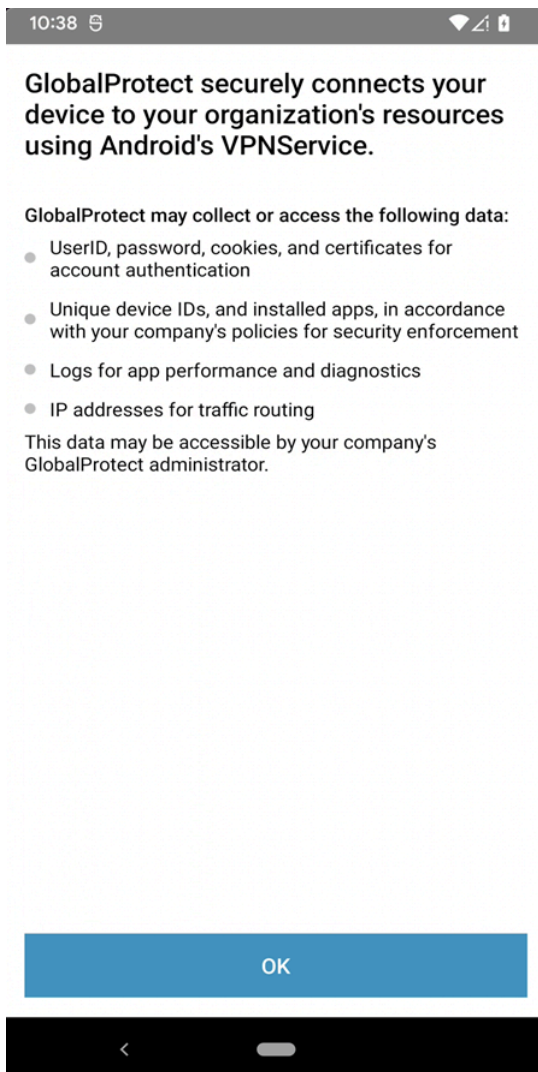 10:38
GlobalProtect securely connects your
device to your organization's resources
using Android's VPNService.
GlobalProtect may collect or access the following data:
UserID, password, cookies, and certificates for
account authentication
Unique device IDs, and installed apps, in accordance
with your company's policies for security enforcement
Logs for app performance and diagnostics
IP addresses for traffic routing
This data may be accessible by your company's
GlobalProtect administrator.
OK